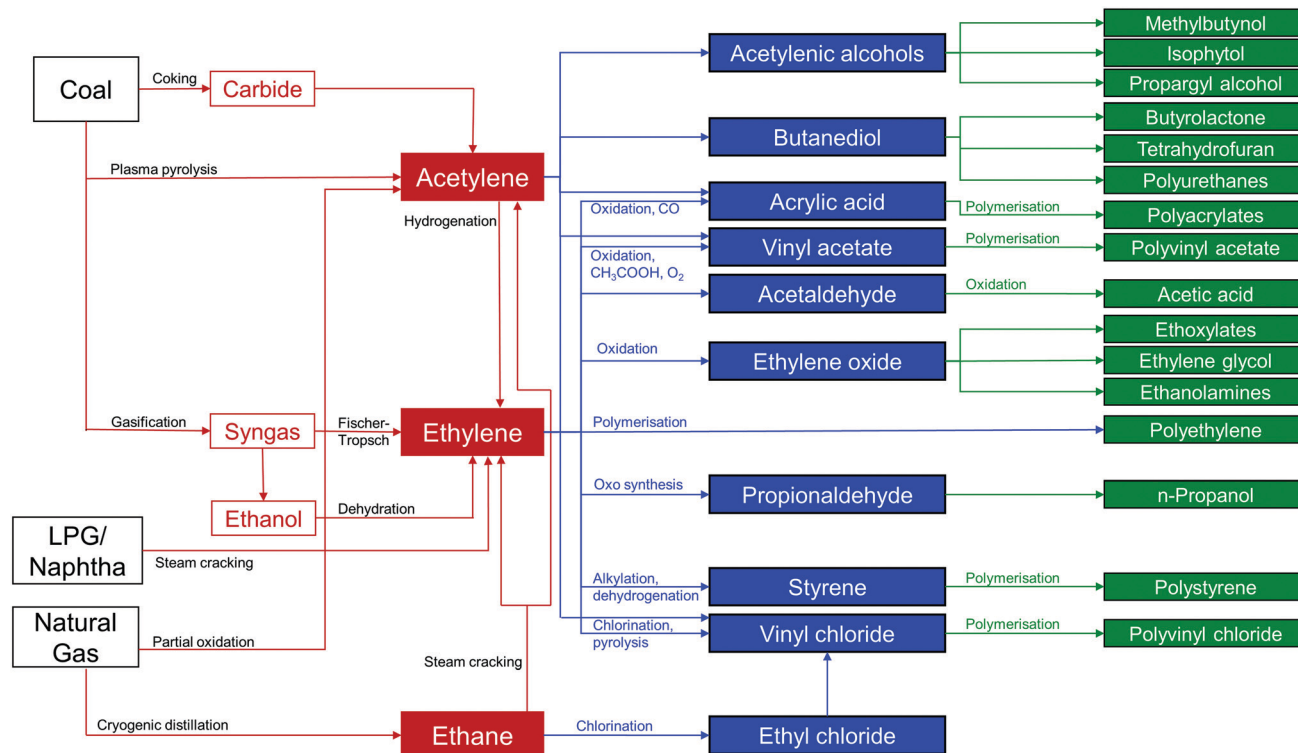 Coal
Coking
Carbide
Plasma pyrolysis
Acetylene
Hydrogenation
Gasification
Syngas
Fischer-
Tropsch
Ethylene
Ethanol
Dehydration
LPG/
Naphtha
Steam cracking
Natural
Gas
Partial oxidation
Steam cracking
Cryogenic distillation
Ethane
Acetylenic alcohols
Butanediol
Oxidation, CO
Acrylic acid
Polymerisation
Vinyl acetate
Polymerisation
Oxidation,
CH₃COOH, O₂
Acetaldehyde
Oxidation
Oxidation
Ethylene oxide
Polymerisation
Oxo synthesis
Propionaldehyde
Alkylation,
dehydrogenation
Styrene
Polymerisation
Chlorination,
pyrolysis
Vinyl chloride
Polymerisation
Chlorination
Ethyl chloride
Methylbutynol
Isophytol
Propargyl alcohol
Butyrolactone
Tetrahydrofuran
Polyurethanes
Polyacrylates
Polyvinyl acetate
Acetic acid
Ethoxylates
Ethylene glycol
Ethanolamines
Polyethylene
n-Propanol
Polystyrene
Polyvinyl chloride